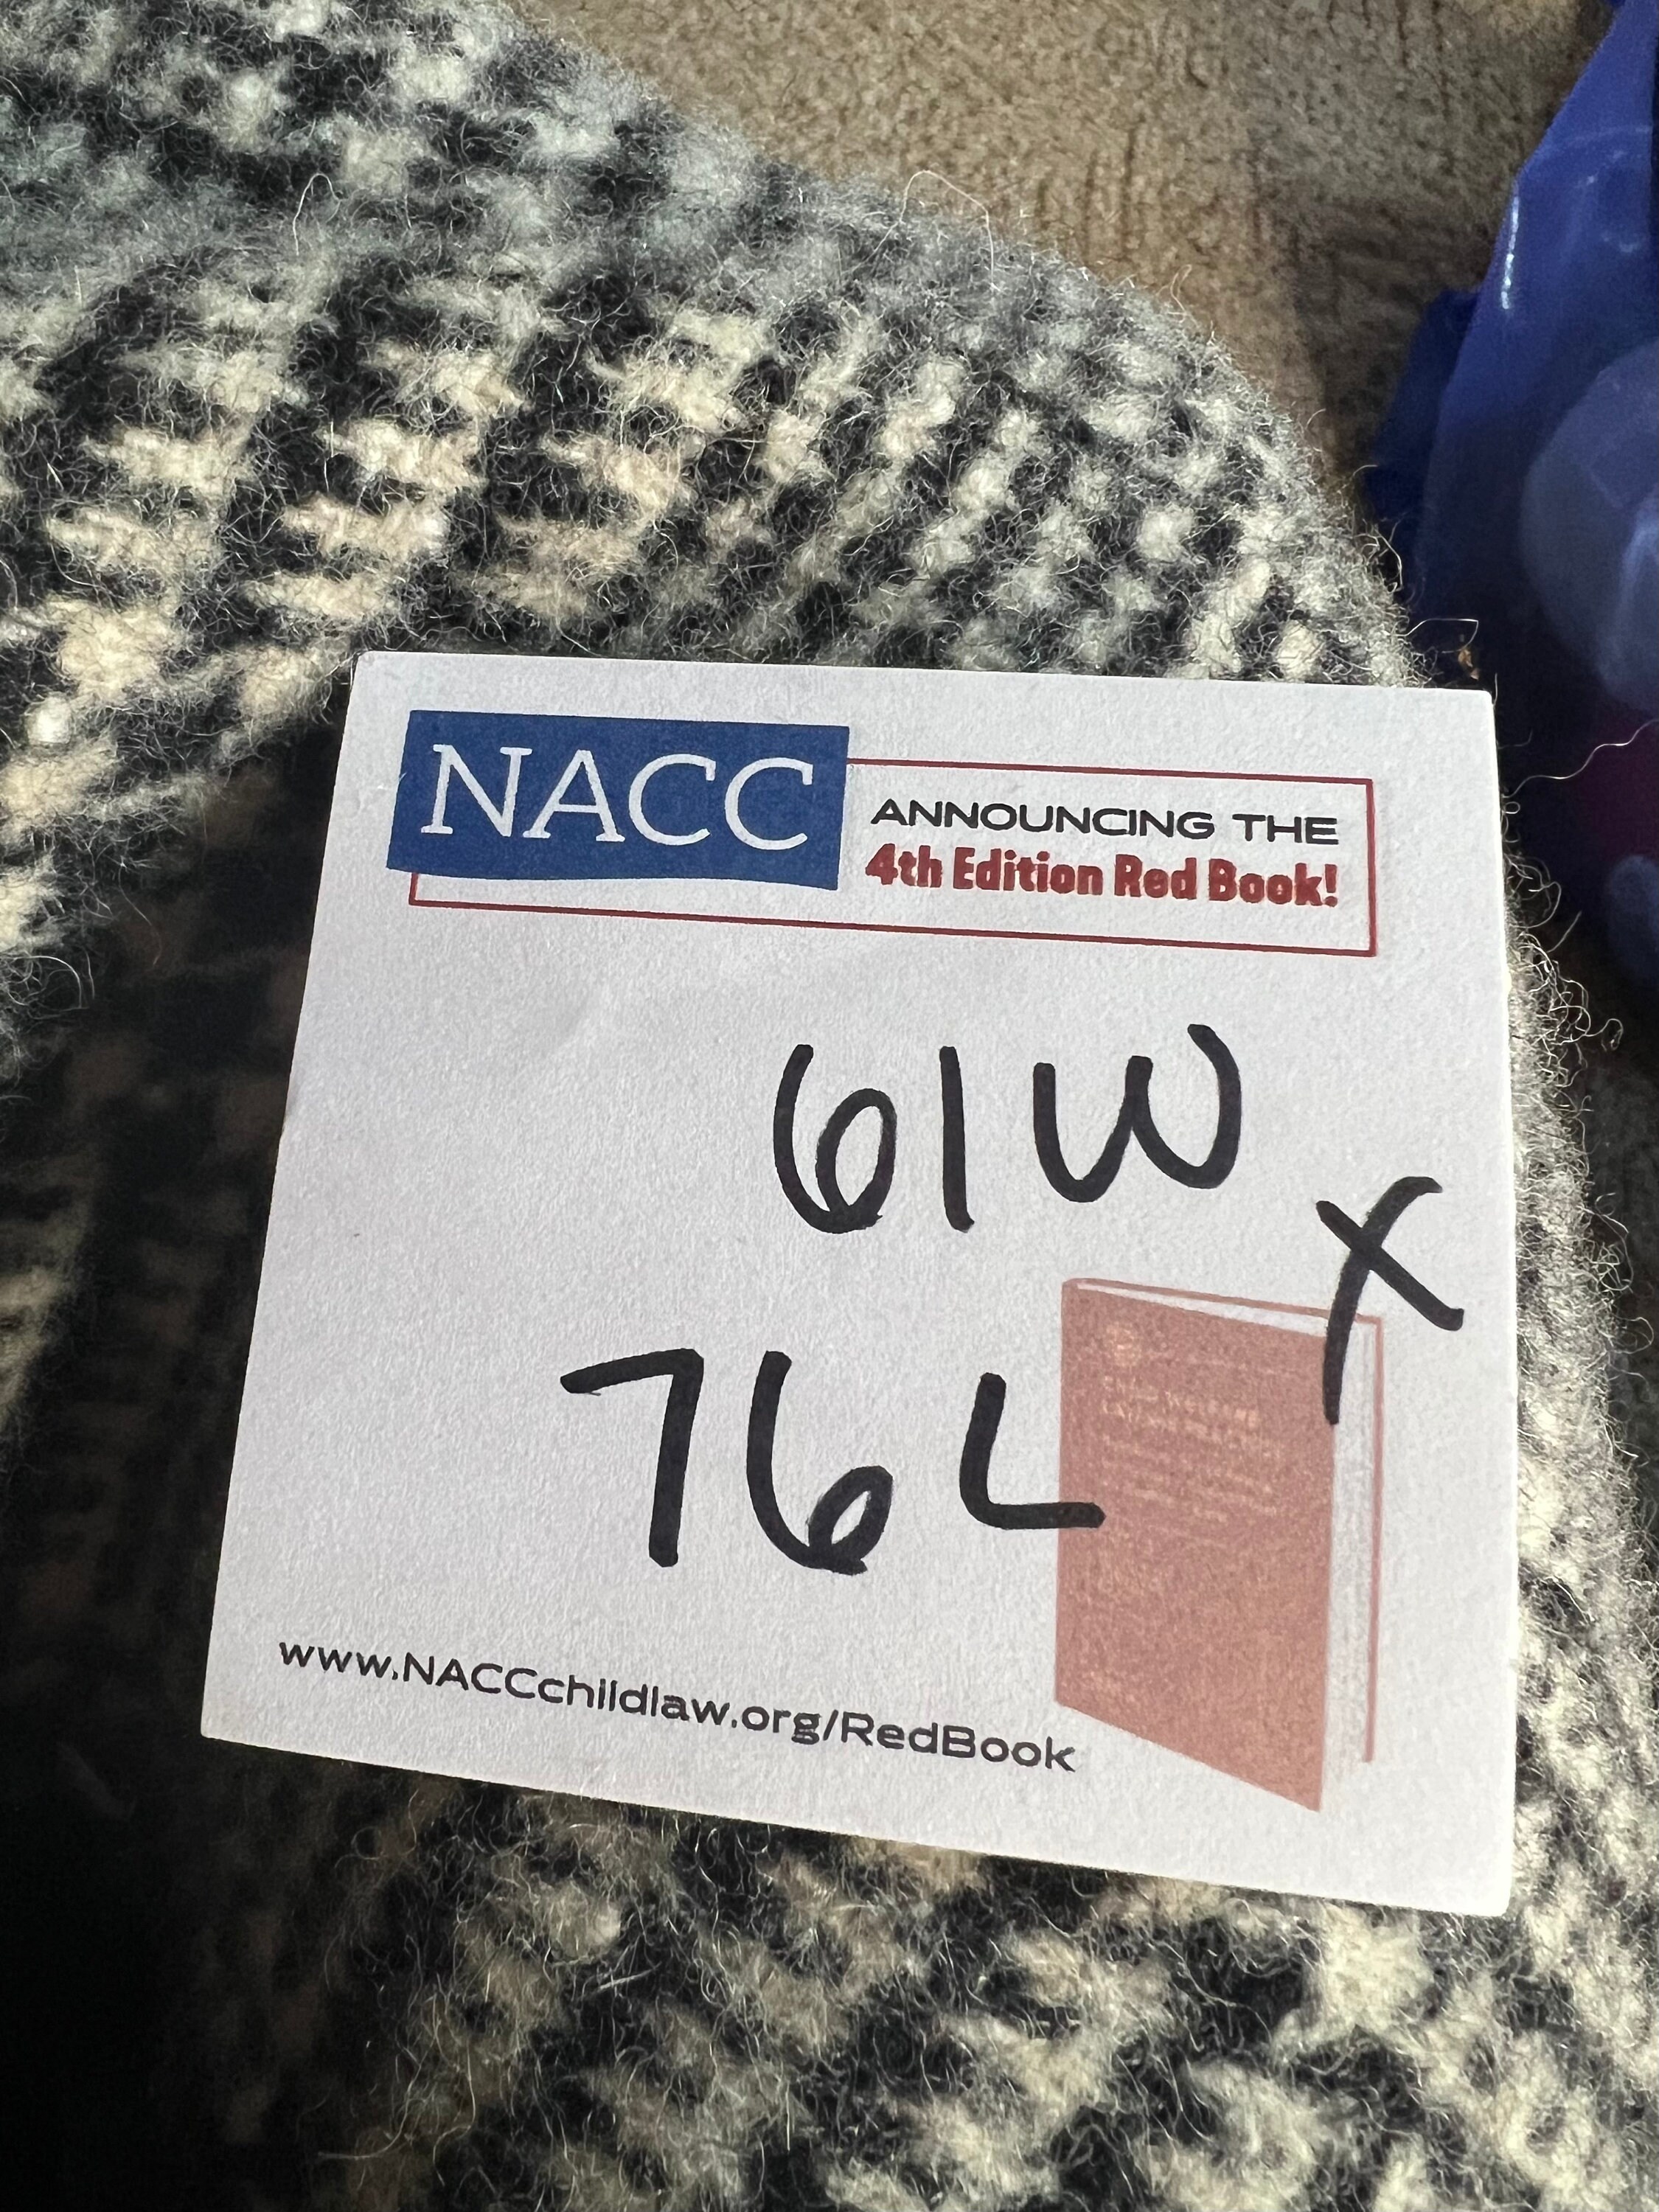 NACC
ANNOUNCING THE
4th Edition Red Book!
61W
X
76L
www.NACCchildlaw.org/RedBook